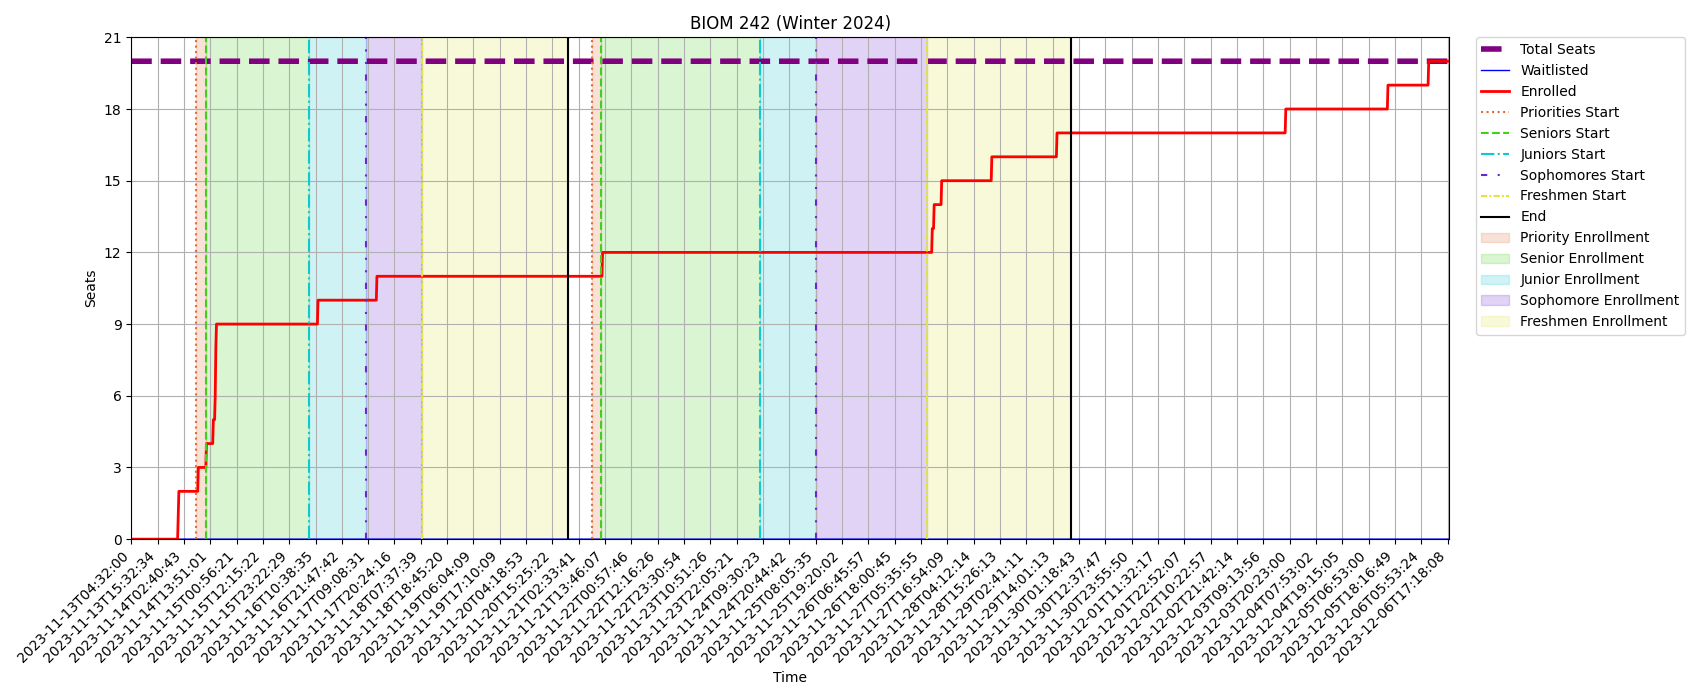 BIOM 242 (Winter 2024)
21
18
15
12
9
6
3
0
Seats
2023-11-13T04:32:00
2023-11-13T15:32:34
2023-11-14T02:40:43
2023-11-14T13:51:01
2023-11-15T00:56:21
2023-11-15T12:15:22
2023-11-15T23:22:29
2023-11-16T10:38:35
2023-11-16T21:47:42
2023-11-17T09:08:31
2023-11-17T20:24:16
2023-11-18T07:37:39
2023-11-18T18:45:20
2023-11-19T06:04:09
2023-11-19T17:10:09
2023-11-20T04:18:53
2023-11-20T15:25:22
2023-11-21T02:33:41
2023-11-21T13:46:07
2023-11-22T00:57:46
2023-11-22T12:16:26
2023-11-22T23:30:54
2023-11-23T10:51:26
2023-11-23T22:05:21
2023-11-24T09:30:23
2023-11-24T20:44:42
2023-11-25T08:05:35
2023-11-25T19:20:02
2023-11-26T06:45:57
2023-11-26T18:00:45
2023-11-27T05:35:55
2023-11-27T16:54:09
2023-11-28T04:12:14
2023-11-28T15:26:13
2023-11-29T02:41:11
2023-11-29T14:01:13
2023-11-30T01:18:43
2023-11-30T12:37:47
2023-11-30T23:55:50
2023-12-01T11:32:17
2023-12-01T22:52:07
2023-12-02T10:22:57
2023-12-02T21:42:14
2023-12-03T09:13:56
2023-12-03T20:23:00
2023-12-04T07:53:02
2023-12-04T19:15:05
2023-12-05T06:53:00
2023-12-05T18:16:49
2023-12-06T05:53:24
2023-12-06T17:18:08
Time
Total Seats
Waitlisted
Enrolled
Priorities Start
Seniors Start
Juniors Start
Sophomores Start
Freshmen Start
End
Priority Enrollment
Senior Enrollment
Junior Enrollment
Sophomore Enrollment
Freshmen Enrollment